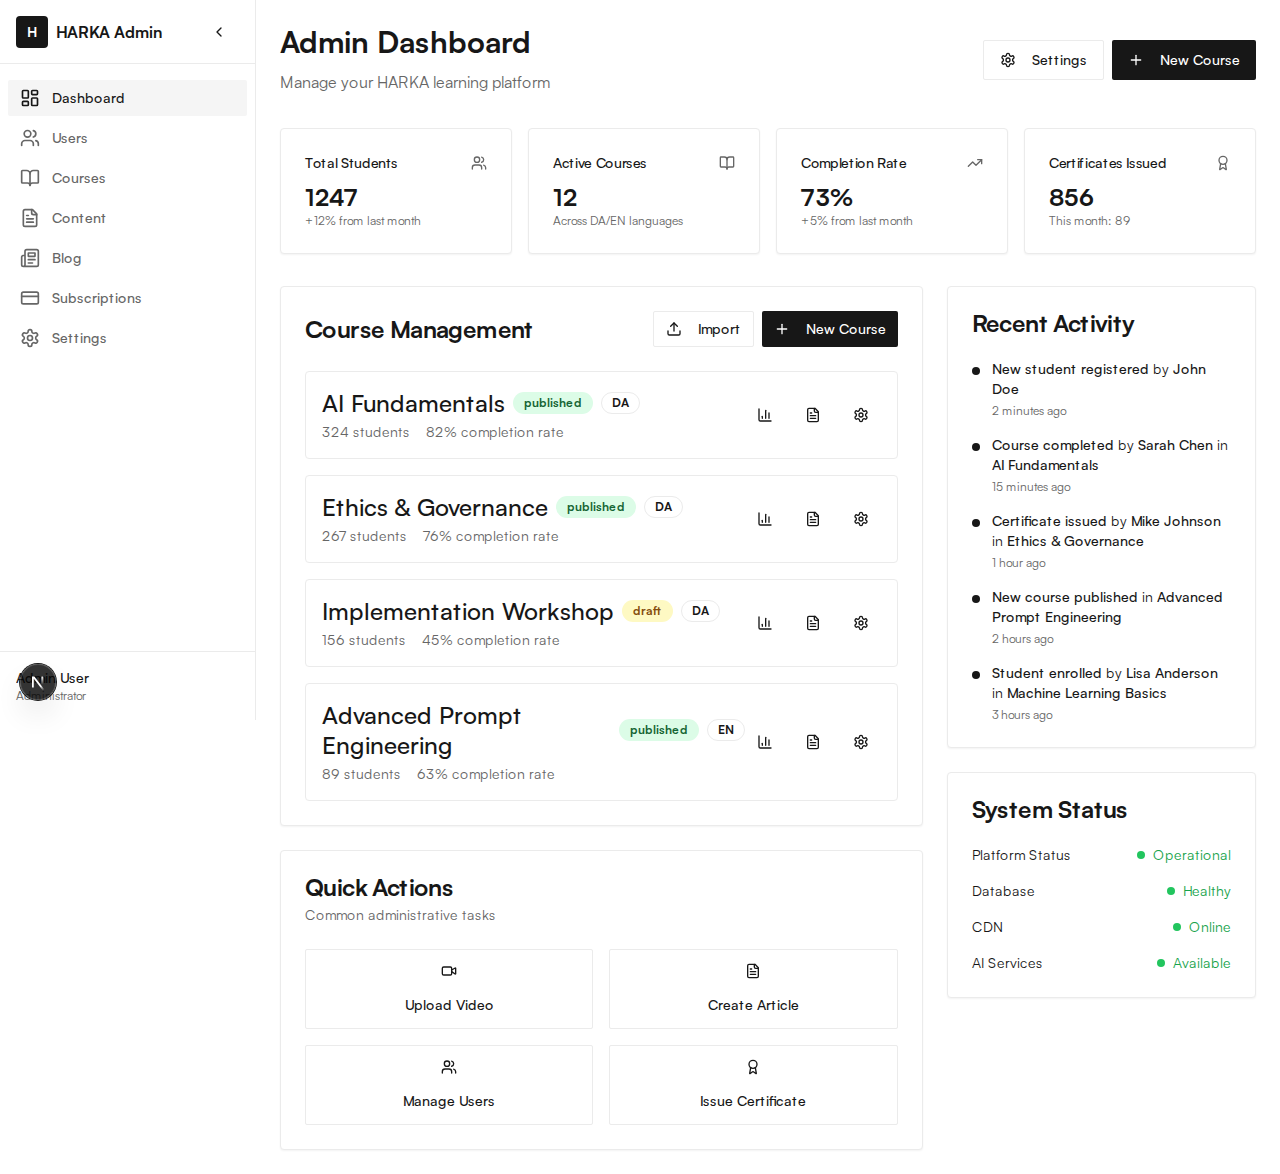 H HARKA Admin
Dashboard
Users
Courses
Content
Blog
Subscriptions
Settings
Admin User
Administrator
N
Admin Dashboard
Manage your HARKA learning platform
Settings
New Course
Total Students
1247
+12% from last month
Active Courses
12
Across DA/EN languages
Completion Rate
73%
+5% from last month
Certificates Issued
856
This month: 89
Course Management
Import
New Course
AI Fundamentals published DA
324 students 82% completion rate
Ethics & Governance published DA
267 students 76% completion rate
Implementation Workshop draft DA
156 students 45% completion rate
Advanced Prompt
Engineering
published EN
89 students 63% completion rate
Quick Actions
Common administrative tasks
Upload Video
Create Article
Manage Users
Issue Certificate
Recent Activity
New student registered by John
Doe
2 minutes ago
Course completed by Sarah Chen in
AI Fundamentals
15 minutes ago
Certificate issued by Mike Johnson
in Ethics & Governance
1 hour ago
New course published in Advanced
Prompt Engineering
2 hours ago
Student enrolled by Lisa Anderson
in Machine Learning Basics
3 hours ago
System Status
Platform Status Operational
Database Healthy
CDN Online
AI Services Available